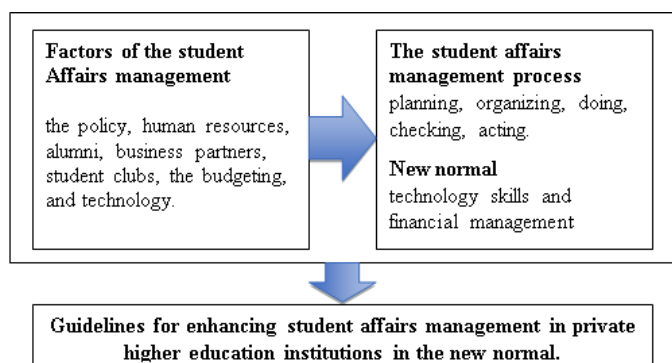 Factors of the student
Affairs management
the policy, human resources,
alumni, business partners,
student clubs, the budgeting,
and technology.
The student affairs
management process
planning, organizing, doing,
checking, acting.
New normal
technology skills and
financial management
Guidelines for enhancing student affairs management in private
higher education institutions in the new normal.